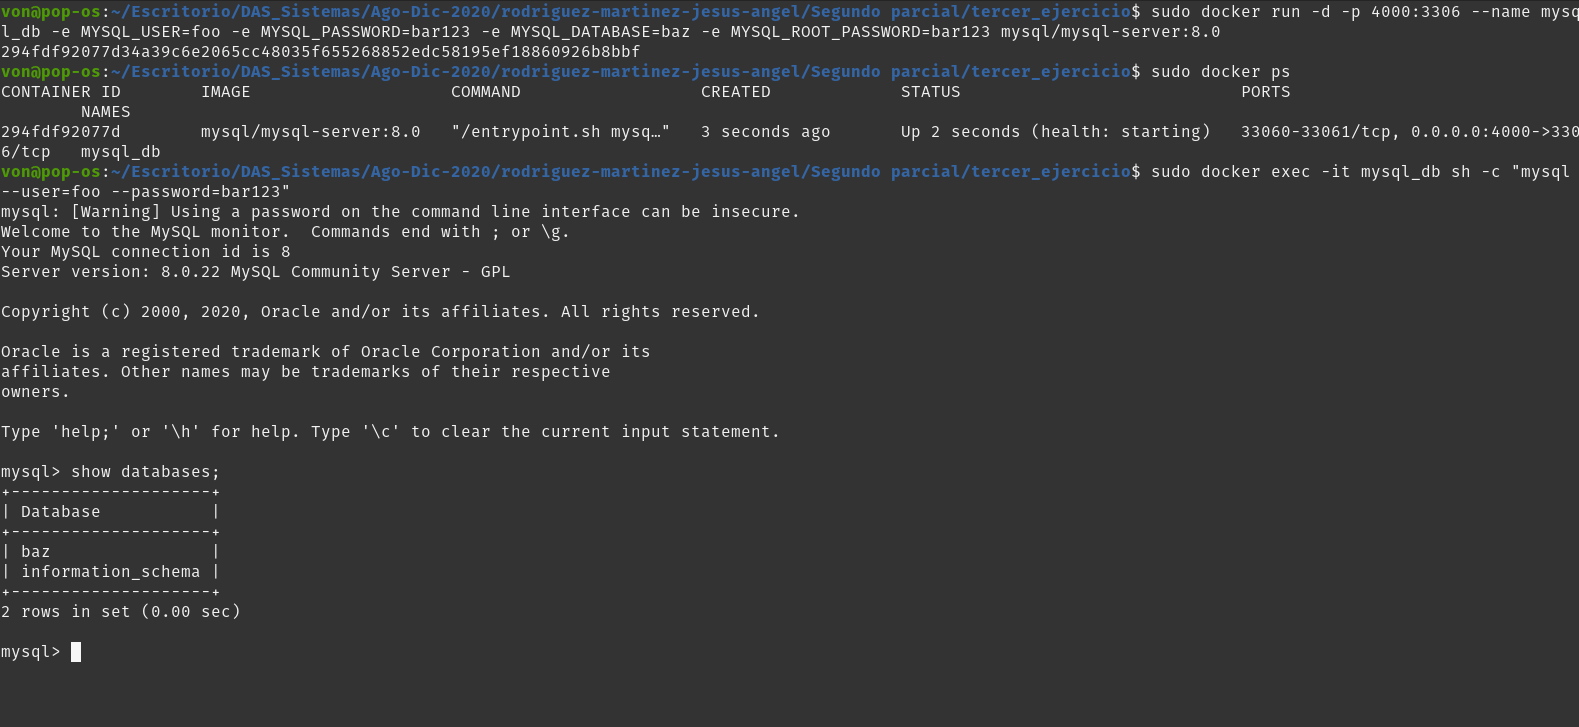 von@pop-os:~/Escritorio/DAS_Sistemas/Ago-Dic-2020/rodriguez-martinez-jesus-angel/Segundo parcial/tercer_ejercicio$ sudo docker run -d -p 4000:3306 --name mysq
l_db -e MYSQL_USER=foo -e MYSQL_PASSWORD=bar123 -e MYSQL_DATABASE=baz -e MYSQL_ROOT_PASSWORD=bar123 mysql/mysql-server:8.0
294fdf92077d34a39c6e2065cc48035f655268852edc58195ef18860926b8bbf
von@pop-os:~/Escritorio/DAS_Sistemas/Ago-Dic-2020/rodriguez-martinez-jesus-angel/Segundo parcial/tercer_ejercicio$ sudo docker ps
CONTAINER ID        IMAGE                    COMMAND                  CREATED             STATUS                            PORTS
        NAMES
294fdf92077d        mysql/mysql-server:8.0   "/entrypoint.sh mysq…"   3 seconds ago       Up 2 seconds (health: starting)   33060-33061/tcp, 0.0.0.0:4000->330
6/tcp   mysql_db
von@pop-os:~/Escritorio/DAS_Sistemas/Ago-Dic-2020/rodriguez-martinez-jesus-angel/Segundo parcial/tercer_ejercicio$ sudo docker exec -it mysql_db sh -c "mysql
--user=foo --password=bar123"
mysql: [Warning] Using a password on the command line interface can be insecure.
Welcome to the MySQL monitor.  Commands end with ; or \g.
Your MySQL connection id is 8
Server version: 8.0.22 MySQL Community Server - GPL

Copyright (c) 2000, 2020, Oracle and/or its affiliates. All rights reserved.

Oracle is a registered trademark of Oracle Corporation and/or its
affiliates. Other names may be trademarks of their respective
owners.

Type 'help;' or '\h' for help. Type '\c' to clear the current input statement.

mysql> show databases;
+--------------------+
| Database           |
+--------------------+
| baz                |
| information_schema |
+--------------------+
2 rows in set (0.00 sec)

mysql>